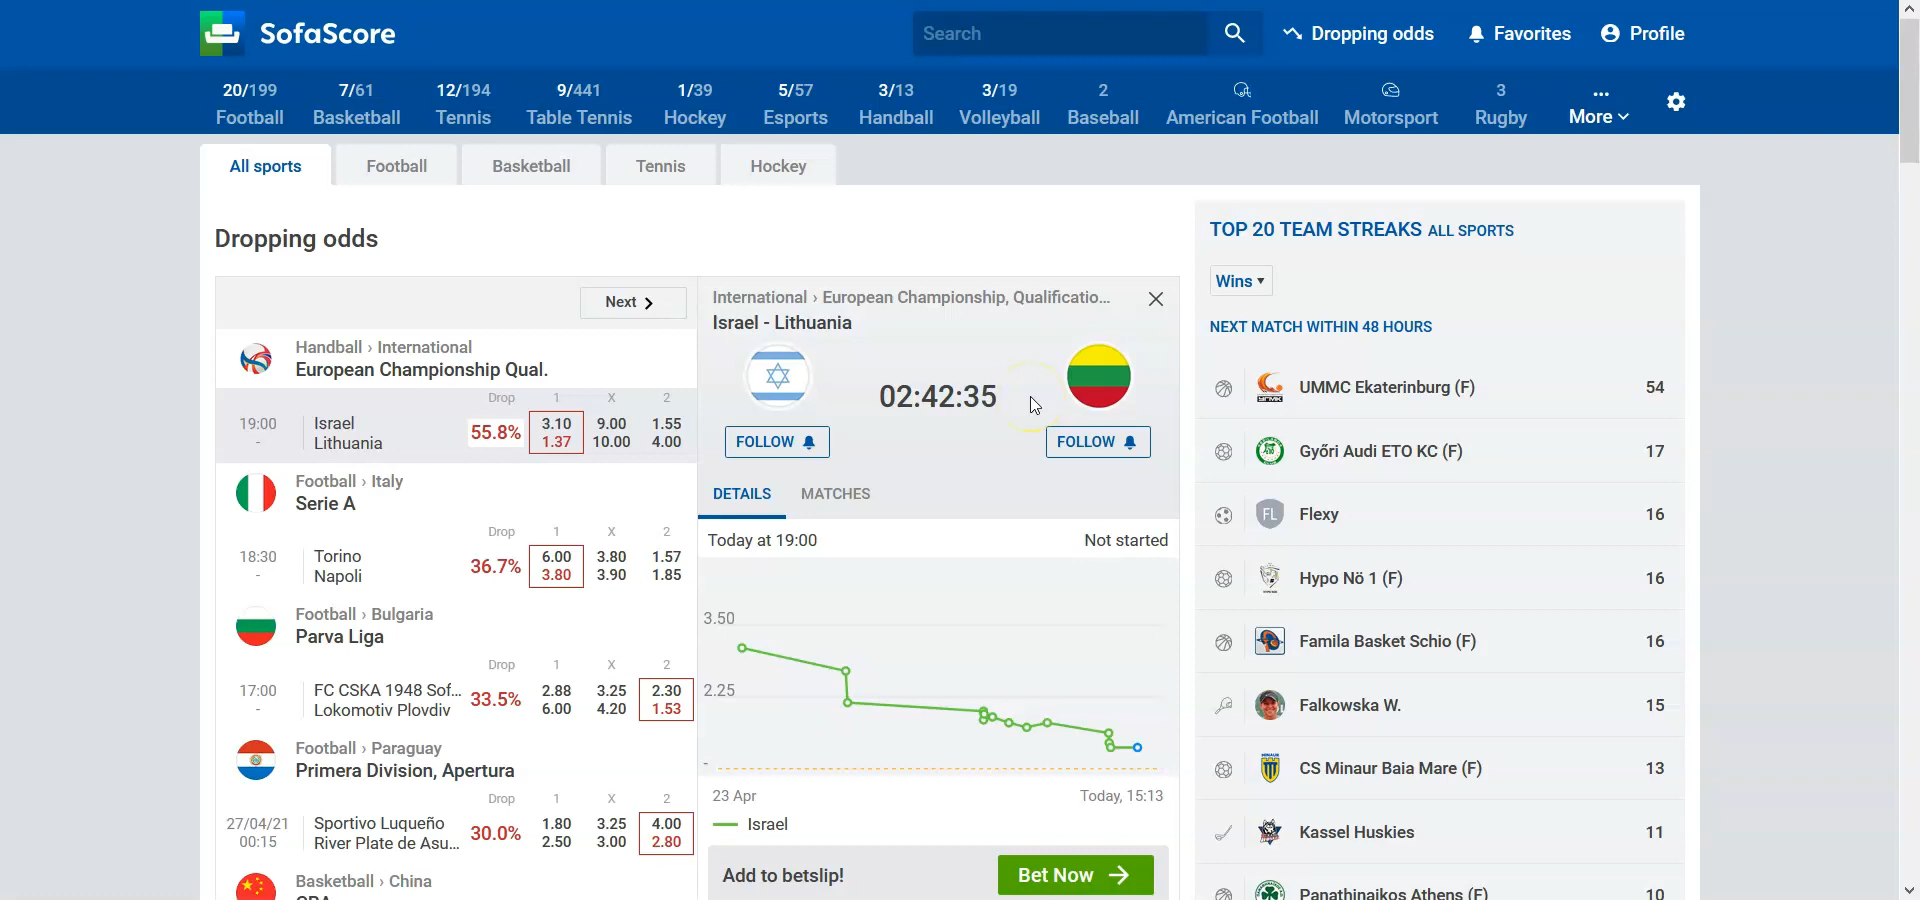 SofaScore
Search
Dropping odds
Favorites
Profile
20/199
Football
7/61
Basketball
12/194
Tennis
9/441
Table Tennis
1/39
Hockey
5/57
Esports
3/13
Handball
3/19
Volleyball
2
Baseball
American Football
Motorsport
3
Rugby
...
More
All sports
Football
Basketball
Tennis
Hockey
Dropping odds
Next
Handball › International
European Championship Qual.
Drop 1 X 2
19:00 Israel 55.8% 3.10 9.00 1.55
- Lithuania 1.37 10.00 4.00
Football › Italy
Serie A
Drop 1 X 2
18:30 Torino 36.7% 6.00 3.80 1.57
- Napoli 3.80 3.90 1.85
Football › Bulgaria
Parva Liga
Drop 1 X 2
17:00 FC CSKA 1948 Sof... 33.5% 2.88 3.25 2.30
- Lokomotiv Plovdiv 6.00 4.20 1.53
Football › Paraguay
Primera Division, Apertura
Drop 1 X 2
27/04/21 Sportivo Luqueño 30.0% 1.80 3.25 4.00
00:15 River Plate de Asu... 2.50 3.00 2.80
Basketball › China
International › European Championship, Qualificatio...
Israel - Lithuania
02:42:35
FOLLOW
FOLLOW
DETAILS
MATCHES
Today at 19:00
Not started
3.50
2.25
-
23 Apr
Today, 15:13
Israel
Add to betslip!
Bet Now
TOP 20 TEAM STREAKS ALL SPORTS
Wins
NEXT MATCH WITHIN 48 HOURS
UMMC Ekaterinburg (F) 54
Győri Audi ETO KC (F) 17
FL Flexy 16
Hypo Nö 1 (F) 16
Famila Basket Schio (F) 16
Falkowska W. 15
CS Minaur Baia Mare (F) 13
Kassel Huskies 11
Panathinaikos Athens (F) 10